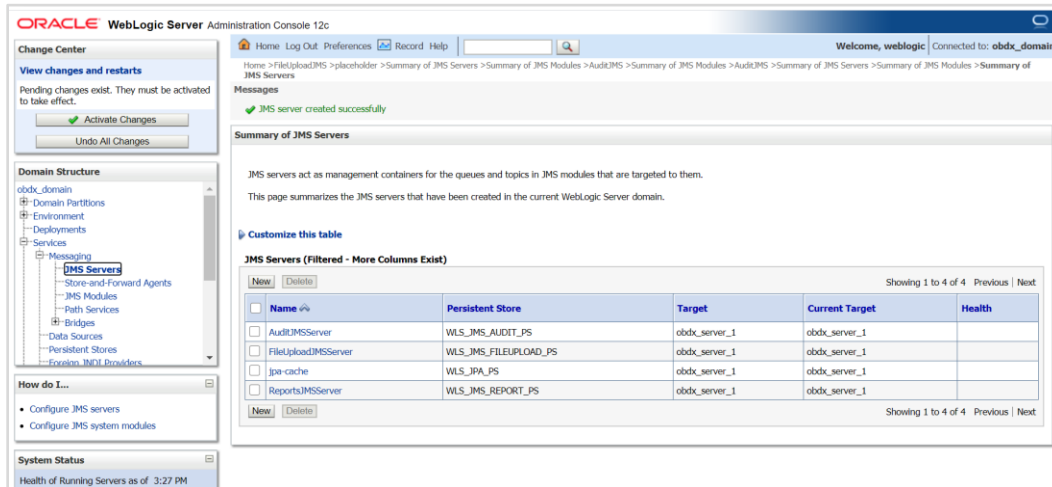 ORACLE WebLogic Server Administration Console 12c
Change Center
View changes and restarts
Pending changes exist. They must be activated
to take effect.
Activate Changes
Undo All Changes
Domain Structure
obdx_domain
Domain Partitions
Environment
Deployments
Services
Messaging
JMS Servers
Store-and-Forward Agents
JMS Modules
Path Services
Bridges
Data Sources
Persistent Stores
Foreign JNDI Providers
How do I...
Configure JMS servers
Configure JMS system modules
System Status
Health of Running Servers as of 3:27 PM
Home Log Out Preferences Record Help
Welcome, weblogic Connected to: obdx_domain
Home >FileUploadJMS >placeholder >Summary of JMS Servers >Summary of JMS Modules >AuditJMS >Summary of JMS Modules >AuditJMS >Summary of JMS Servers >Summary of JMS Modules >Summary of
JMS Servers
Messages
JMS server created successfully
Summary of JMS Servers
JMS servers act as management containers for the queues and topics in JMS modules that are targeted to them.
This page summarizes the JMS servers that have been created in the current WebLogic Server domain.
Customize this table
JMS Servers (Filtered - More Columns Exist)
New Delete Showing 1 to 4 of 4 Previous | Next
Name Persistent Store Target Current Target Health
AuditJMSServer WLS_JMS_AUDIT_PS obdx_server_1 obdx_server_1
FileUploadJMSServer WLS_JMS_FILEUPLOAD_PS obdx_server_1 obdx_server_1
jpa-cache WLS_JPA_PS obdx_server_1 obdx_server_1
ReportsJMSServer WLS_JMS_REPORT_PS obdx_server_1 obdx_server_1
New Delete Showing 1 to 4 of 4 Previous | Next